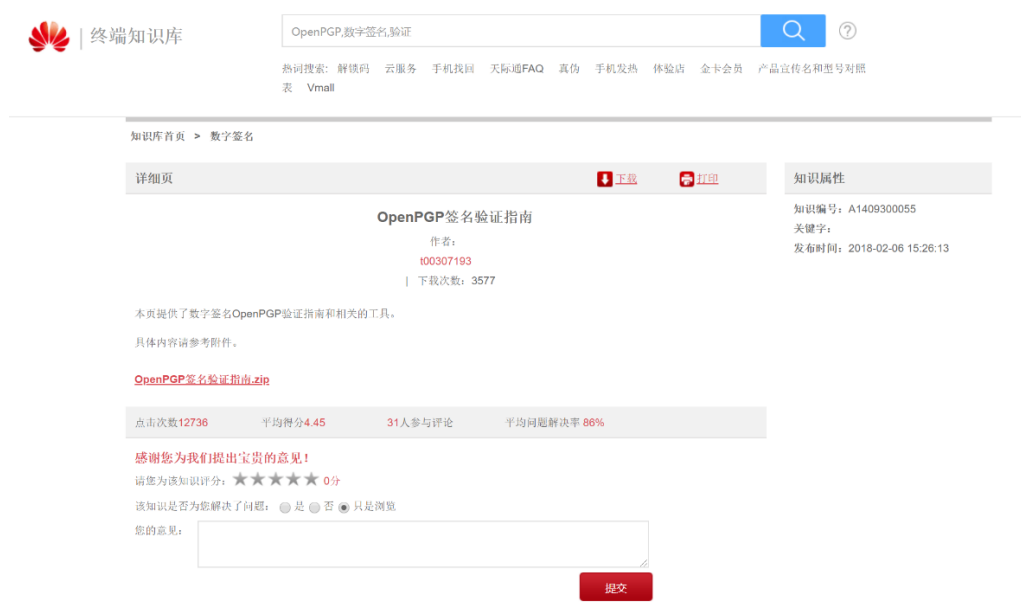 终端知识库
OpenPGP,数字签名,验证
?
热词搜索: 解锁码 云服务 手机找回 天际通FAQ 真伪 手机发热 体验店 金卡会员 产品宣传名和型号对照
表 Vmall
知识库首页 > 数字签名
详细页 下载 打印
OpenPGP签名验证指南
作者:
t00307193
| 下载次数: 3577
本页提供了数字签名OpenPGP验证指南和相关的工具。
具体内容请参考附件。
OpenPGP签名验证指南.zip
点击次数12736 平均得分4.45 31人参与评论 平均问题解决率 86%
感谢您为我们提出宝贵的意见!
请您为该知识评分: 0分
该知识是否为您解决了问题: 是 否 只是浏览
您的意见:
提交
知识属性
知识编号: A1409300055
关键字:
发布时间: 2018-02-06 15:26:13